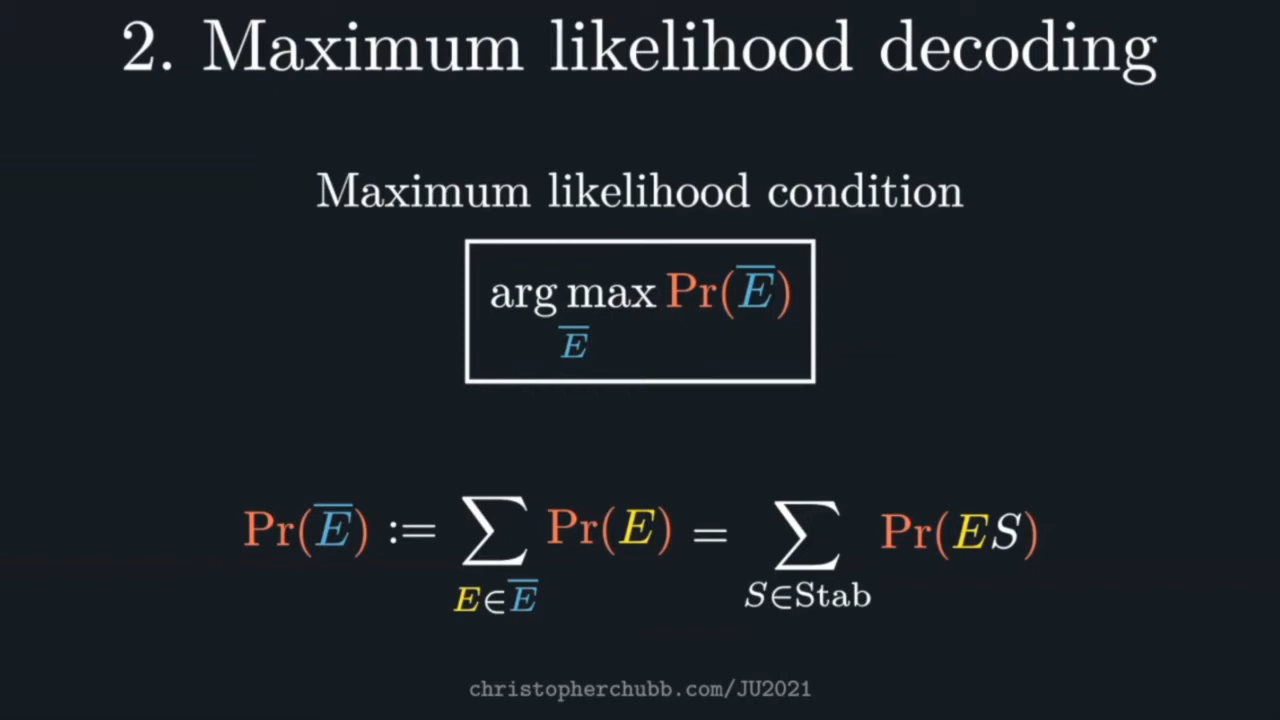 2. Maximum likelihood decoding
Maximum likelihood condition
arg max Pr(E̅)
E̅
Pr(E̅) := ∑ Pr(E) = ∑ Pr(ES)
E∈E̅ S∈Stab
christopherchubb.com/JU2021